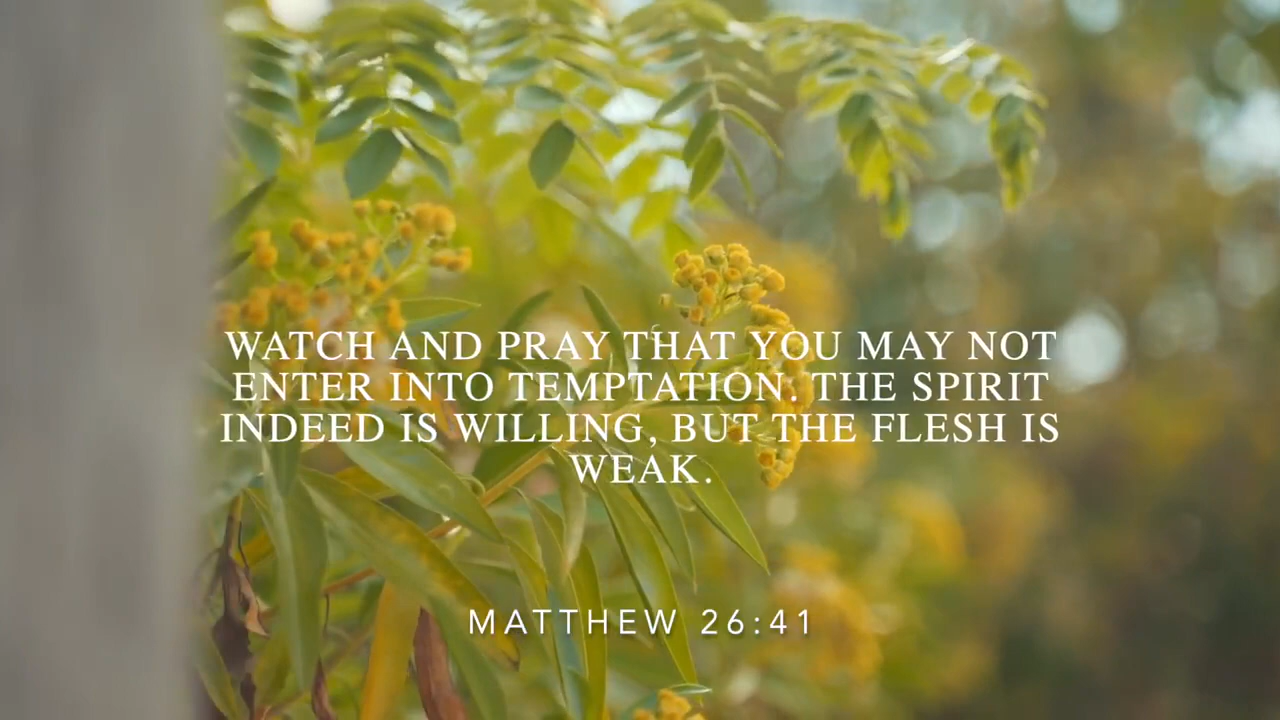 WATCH AND PRAY THAT YOU MAY NOT
ENTER INTO TEMPTATION. THE SPIRIT
INDEED IS WILLING, BUT THE FLESH IS
WEAK.
MATTHEW 26:41